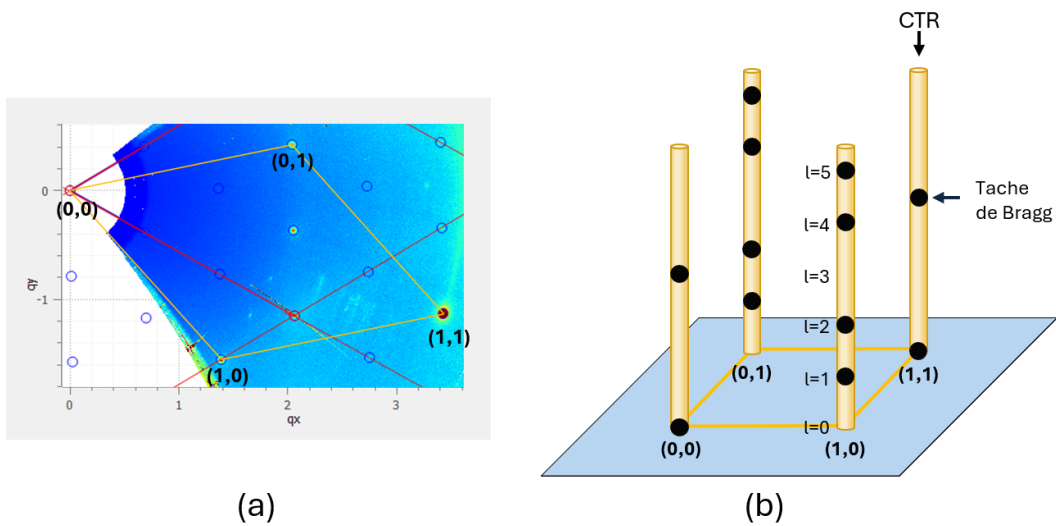 CTR
Tache
de Bragg
0
-1
qy
0
1
2
3
qx
(0,0)
(0,1)
(1,0)
(1,1)
l=5
l=4
l=3
l=2
l=1
l=0
(0,1)
(1,1)
(0,0)
(1,0)
(a)
(b)